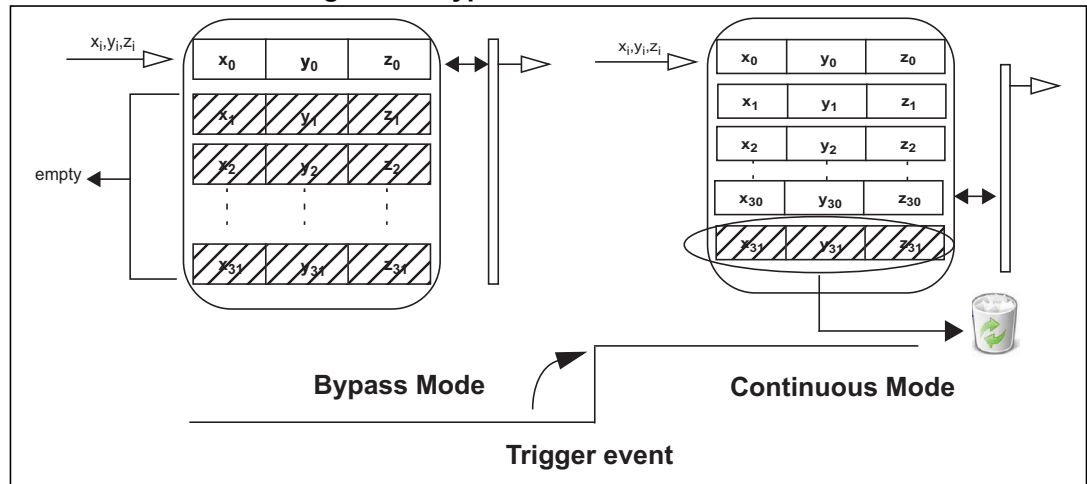 xi,yi,zi
x0 y0 z0
x1 y1 z1
x2 y2 z2
empty
x31 y31 z31
xi,yi,zi
x0 y0 z0
x1 y1 z1
x2 y2 z2
x30 y30 z30
x31 y31 z31
Bypass Mode
Continuous Mode
Trigger event